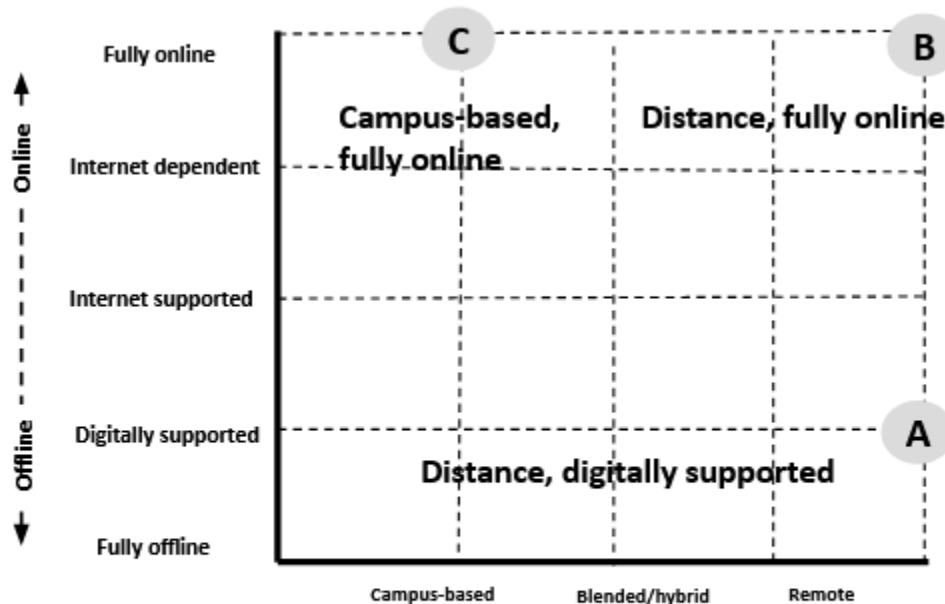 Fully online
C
B
Campus-based,
fully online
Distance, fully online
Internet dependent
Internet supported
Digitally supported
A
Distance, digitally supported
Fully offline
Online
Offline
Campus-based
Blended/hybrid
Remote